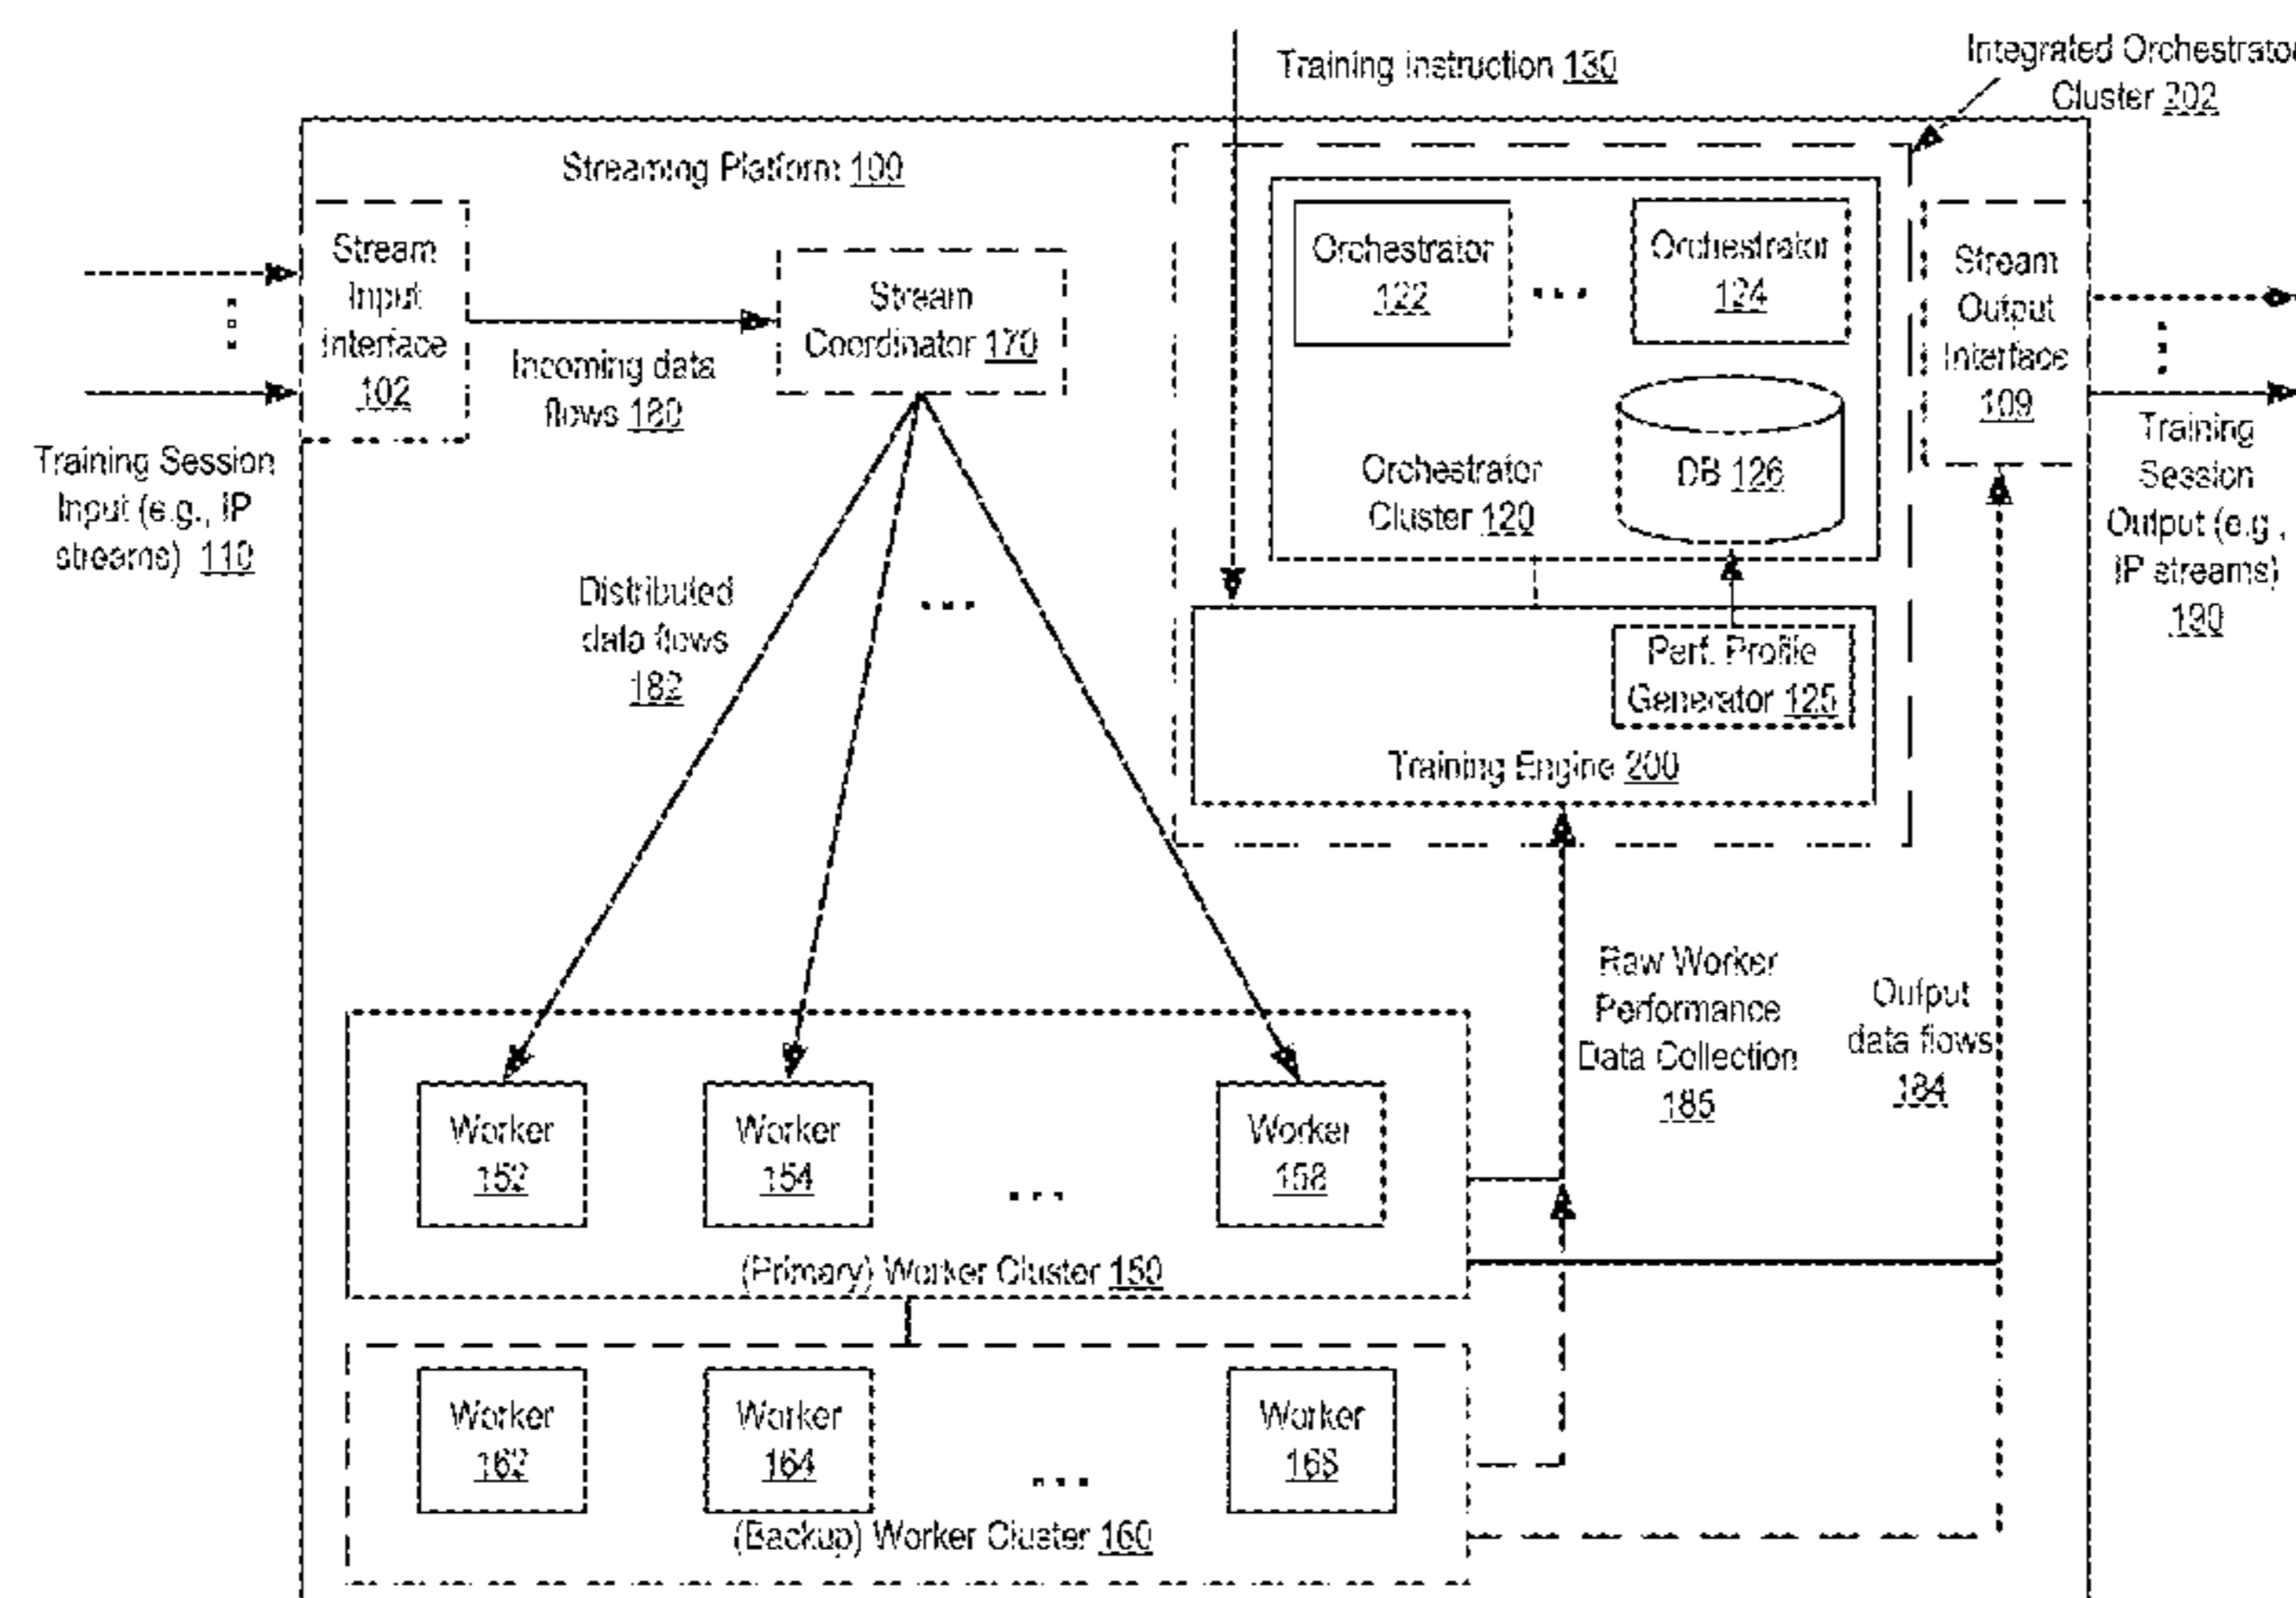 Training Instruction 130
Integrated Orchestrator
Cluster 202
Streaming Platform 100
Stream
Input
Interface
102
Incoming data
flows 180
Stream
Coordinator 170
Orchestrator
122
...
Orchestrator
124
DB 126
Orchestrator
Cluster 120
Stream
Output
Interface
109
Training Session
Input (e.g., IP
streams) 110
Training
Session
Output (e.g.,
IP streams)
190
Distributed
data flows
182
...
Perf. Profile
Generator 125
Training Engine 200
Raw Worker
Performance
Data Collection
185
Output
data flows
184
Worker
152
Worker
154
...
Worker
158
(Primary) Worker Cluster 150
Worker
162
Worker
164
...
Worker
168
(Backup) Worker Cluster 160